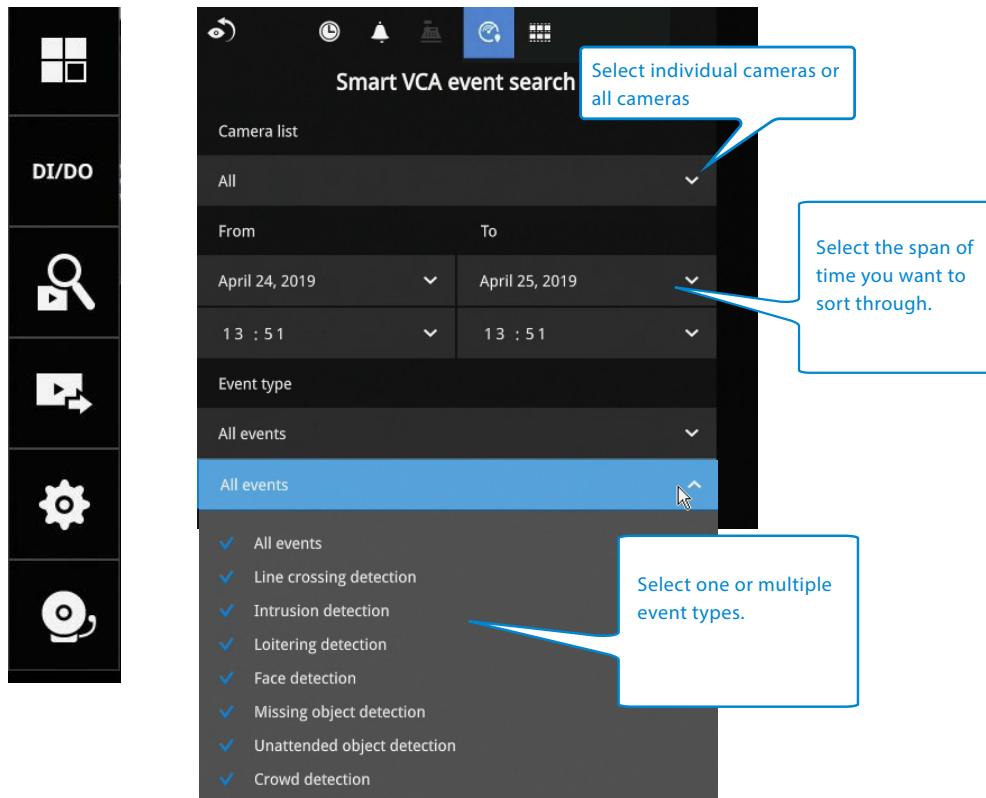 DI/DO
Smart VCA event search
Select individual cameras or
all cameras
Camera list
All
From
To
April 24, 2019
April 25, 2019
13 : 51
13 : 51
Select the span of
time you want to
sort through.
Event type
All events
All events
All events
Line crossing detection
Intrusion detection
Loitering detection
Face detection
Missing object detection
Unattended object detection
Crowd detection
Select one or multiple
event types.